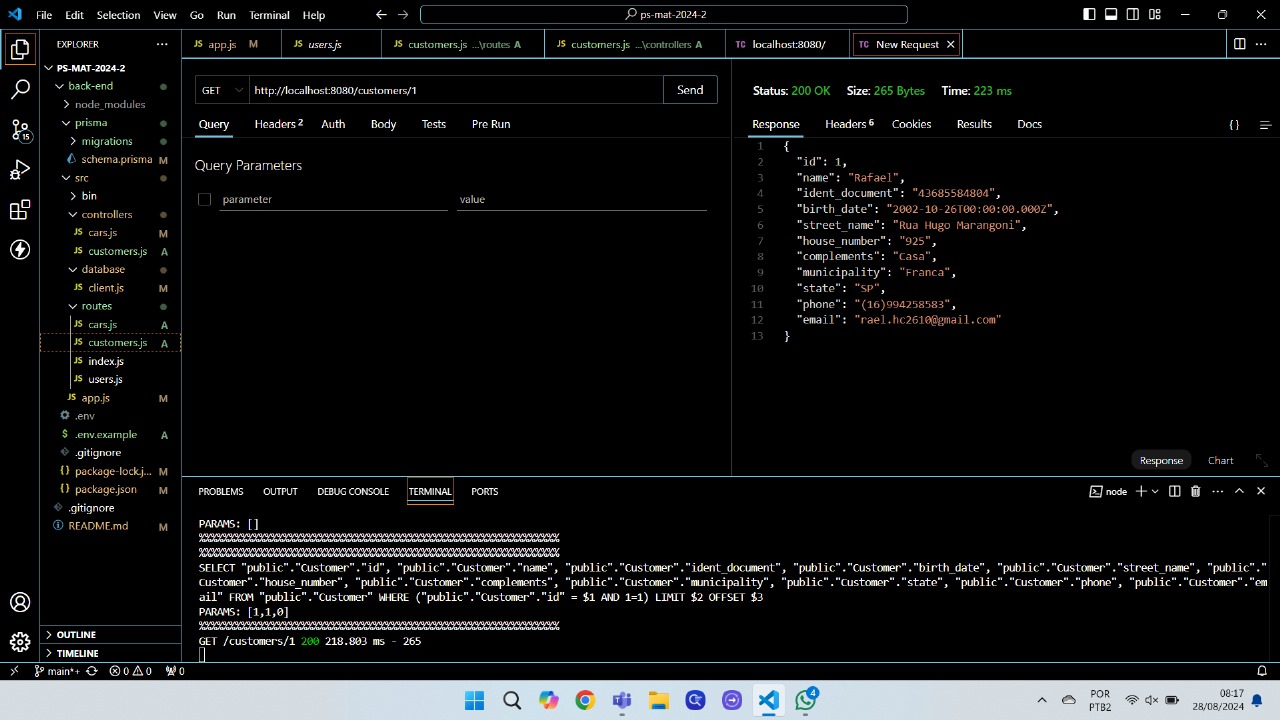 File Edit Selection View Go Run Terminal Help
ps-mat-2024-2
EXPLORER
PS-MAT-2024-2
back-end
node_modules
prisma
migrations
schema.prisma M
src
bin
controllers
cars.js M
customers.js A
database
client.js M
routes
cars.js A
customers.js A
index.js
users.js
app.js M
.env
.env.example A
.gitignore
package-lock.j... M
package.json M
.gitignore
README.md M
OUTLINE
TIMELINE
15
JS app.js M
JS users.js
JS customers.js ...\routes A
JS customers.js ...\controllers A
TC localhost:8080/
TC New Request
GET http://localhost:8080/customers/1 Send
Query Headers 2 Auth Body Tests Pre Run
Query Parameters
parameter value
Status: 200 OK Size: 265 Bytes Time: 223 ms
Response Headers 6 Cookies Results Docs { }
1 {
2 "id": 1,
3 "name": "Rafael",
4 "ident_document": "43685584804",
5 "birth_date": "2002-10-26T00:00:00.000Z",
6 "street_name": "Rua Hugo Marangoni",
7 "house_number": "925",
8 "complements": "Casa",
9 "municipality": "Franca",
10 "state": "SP",
11 "phone": "(16)994258583",
12 "email": "rael.hc2610@gmail.com"
13 }
Response Chart
PROBLEMS OUTPUT DEBUG CONSOLE TERMINAL PORTS
node
PARAMS: []
SELECT "public"."Customer"."id", "public"."Customer"."name", "public"."Customer"."ident_document", "public"."Customer"."birth_date", "public"."Customer"."street_name", "public"."
Customer"."house_number", "public"."Customer"."complements", "public"."Customer"."municipality", "public"."Customer"."state", "public"."Customer"."phone", "public"."Customer"."em
ail" FROM "public"."Customer" WHERE ("public"."Customer"."id" = $1 AND 1=1) LIMIT $2 OFFSET $3
PARAMS: [1,1,0]
GET /customers/1 200 218.803 ms - 265
main*+ 0 0 0
4
POR
PTB2
08:17
28/08/2024